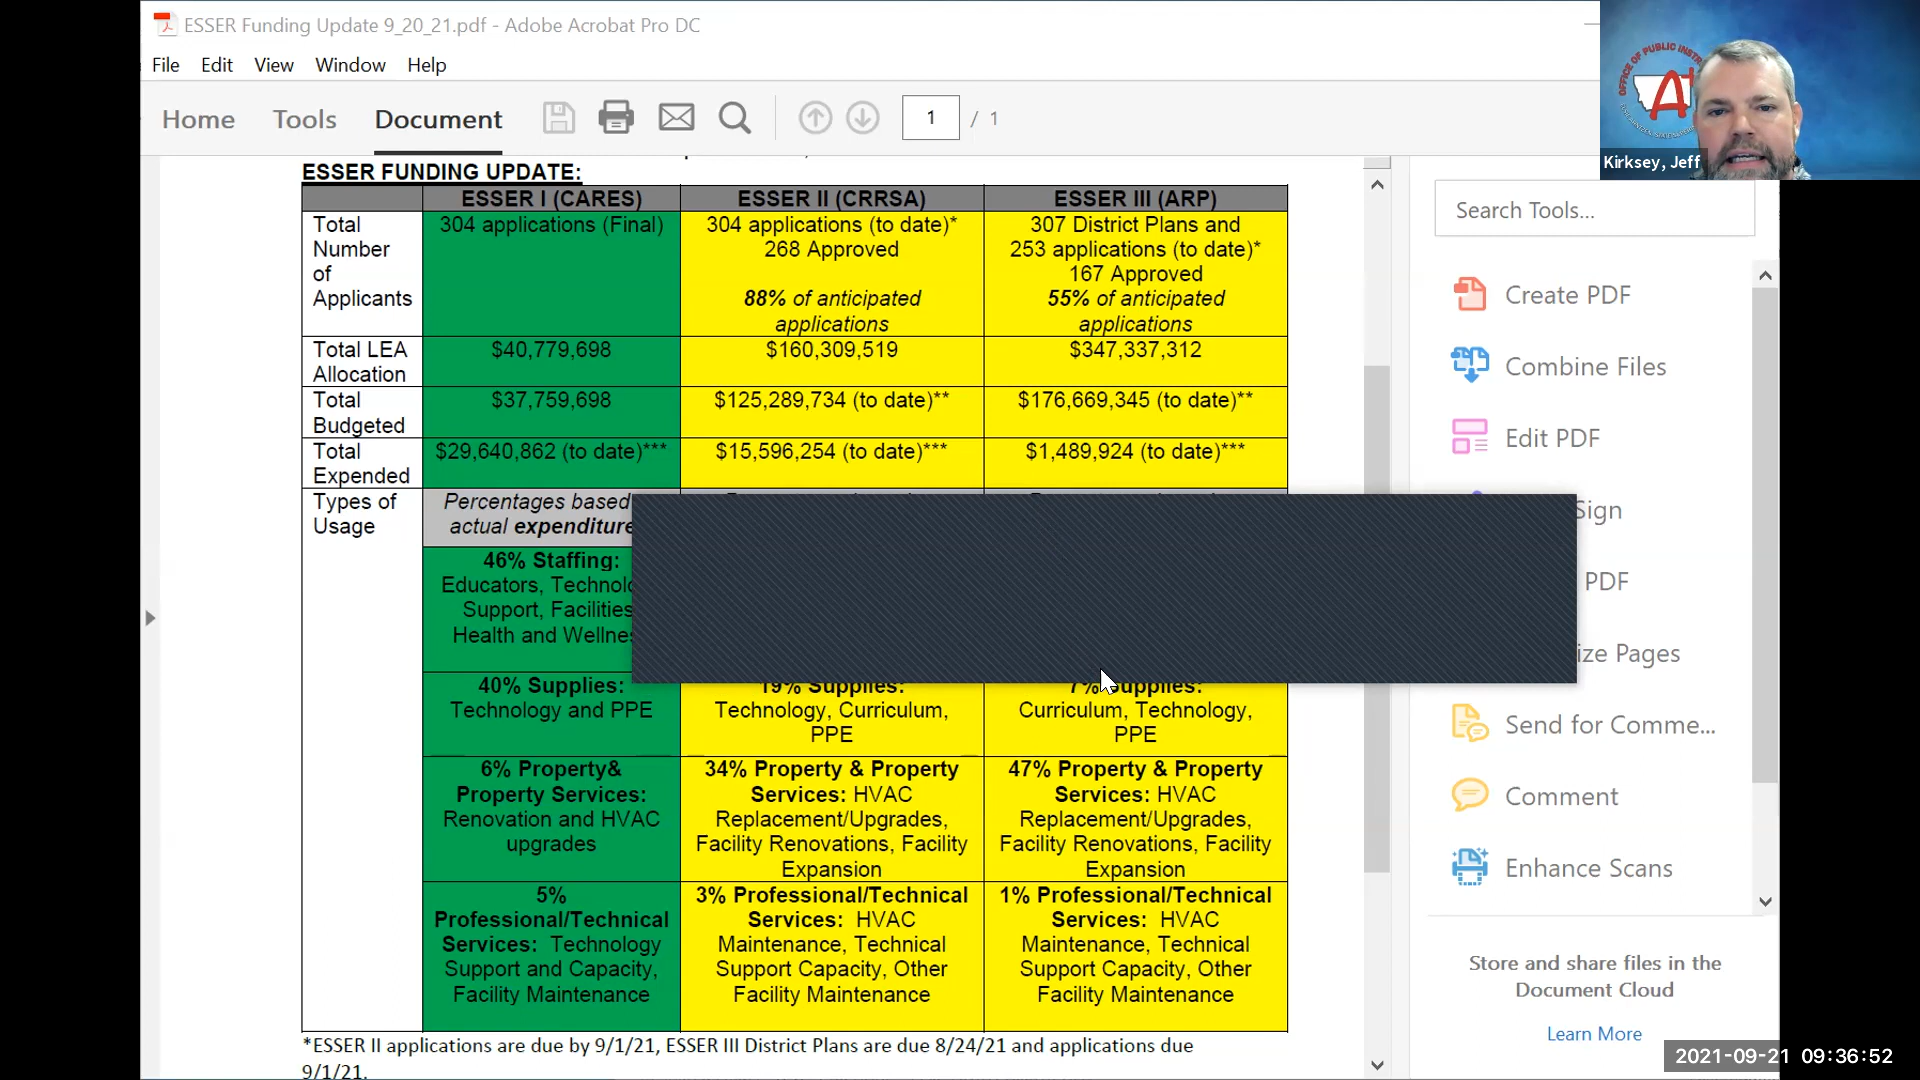 ESSER Funding Update 9_20_21.pdf - Adobe Acrobat Pro DC
File Edit View Window Help
Home Tools Document 1 / 1
Kirksey, Jeff
ESSER FUNDING UPDATE:
ESSER I (CARES) ESSER II (CRRSA) ESSER III (ARP)
Total
Number
of
Applicants
304 applications (Final)
304 applications (to date)*
268 Approved
88% of anticipated
applications
307 District Plans and
253 applications (to date)*
167 Approved
55% of anticipated
applications
Total LEA
Allocation
$40,779,698
$160,309,519
$347,337,312
Total
Budgeted
$37,759,698
$125,289,734 (to date)**
$176,669,345 (to date)**
Total
Expended
$29,640,862 (to date)***
$15,596,254 (to date)***
$1,489,924 (to date)***
Types of
Usage
Percentages based
actual expenditure
46% Staffing:
Educators, Technolo
Support, Facilities
Health and Wellnes
40% Supplies:
Technology and PPE
19% Supplies:
Technology, Curriculum,
PPE
7% Supplies:
Curriculum, Technology,
PPE
6% Property&
Property Services:
Renovation and HVAC
upgrades
34% Property & Property
Services: HVAC
Replacement/Upgrades,
Facility Renovations, Facility
Expansion
47% Property & Property
Services: HVAC
Replacement/Upgrades,
Facility Renovations, Facility
Expansion
5%
Professional/Technical
Services: Technology
Support and Capacity,
Facility Maintenance
3% Professional/Technical
Services: HVAC
Maintenance, Technical
Support Capacity, Other
Facility Maintenance
1% Professional/Technical
Services: HVAC
Maintenance, Technical
Support Capacity, Other
Facility Maintenance
*ESSER II applications are due by 9/1/21, ESSER III District Plans are due 8/24/21 and applications due
9/1/21.
Search Tools...
Create PDF
Combine Files
Edit PDF
Sign
PDF
ize Pages
Send for Comme...
Comment
Enhance Scans
Store and share files in the
Document Cloud
Learn More
2021-09-21 09:36:52